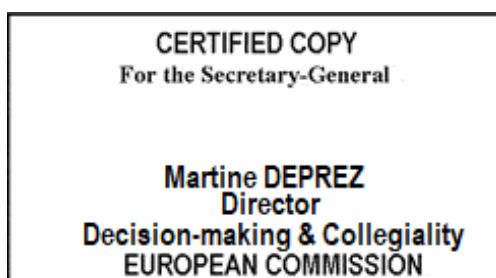 CERTIFIED COPY
For the Secretary-General
Martine DEPREZ
Director
Decision-making & Collegiality
EUROPEAN COMMISSION